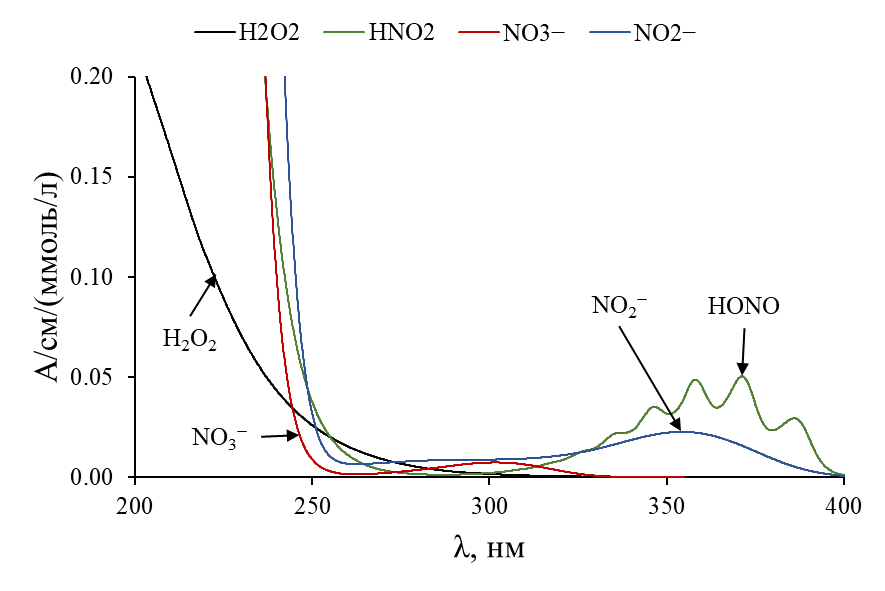 H2O2 HNO2 NO3− NO2−
0.20
0.15
0.10
0.05
0.00
А/см/(ммоль/л)
H₂O₂
NO₃⁻
NO₂⁻
HONO
200 250 300 350 400
λ, нм